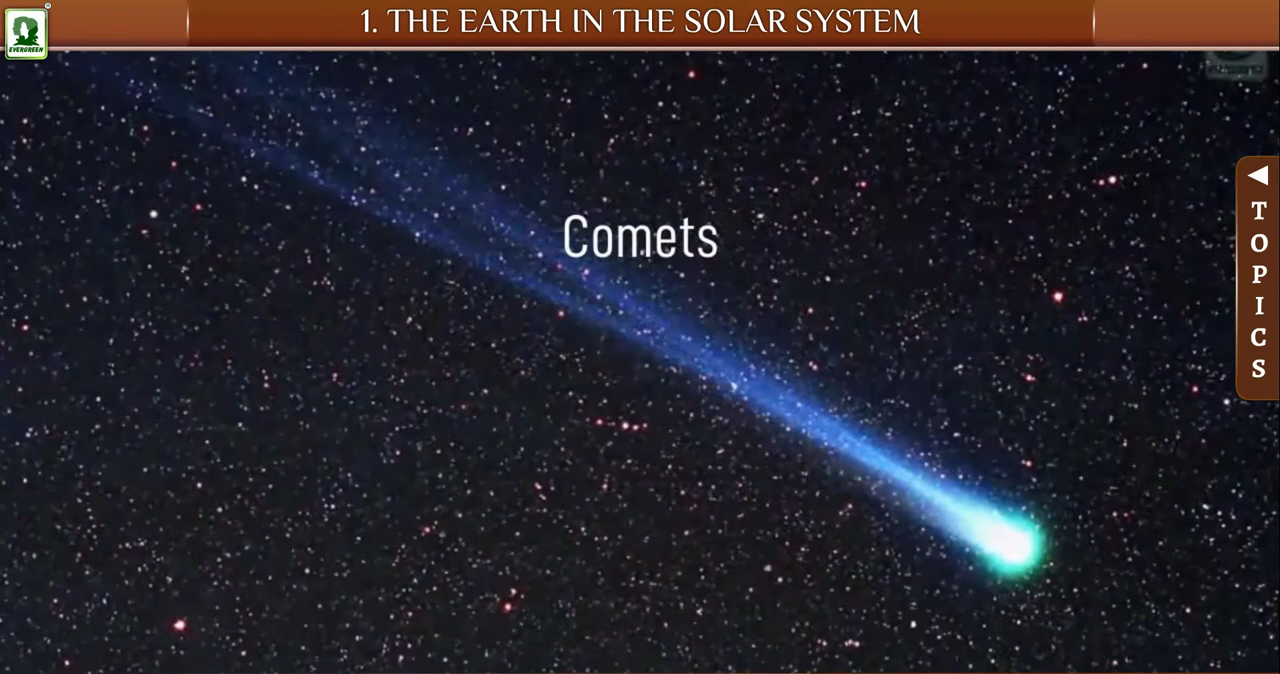 1. THE EARTH IN THE SOLAR SYSTEM
EVERGREEN
Comets
TOPICS